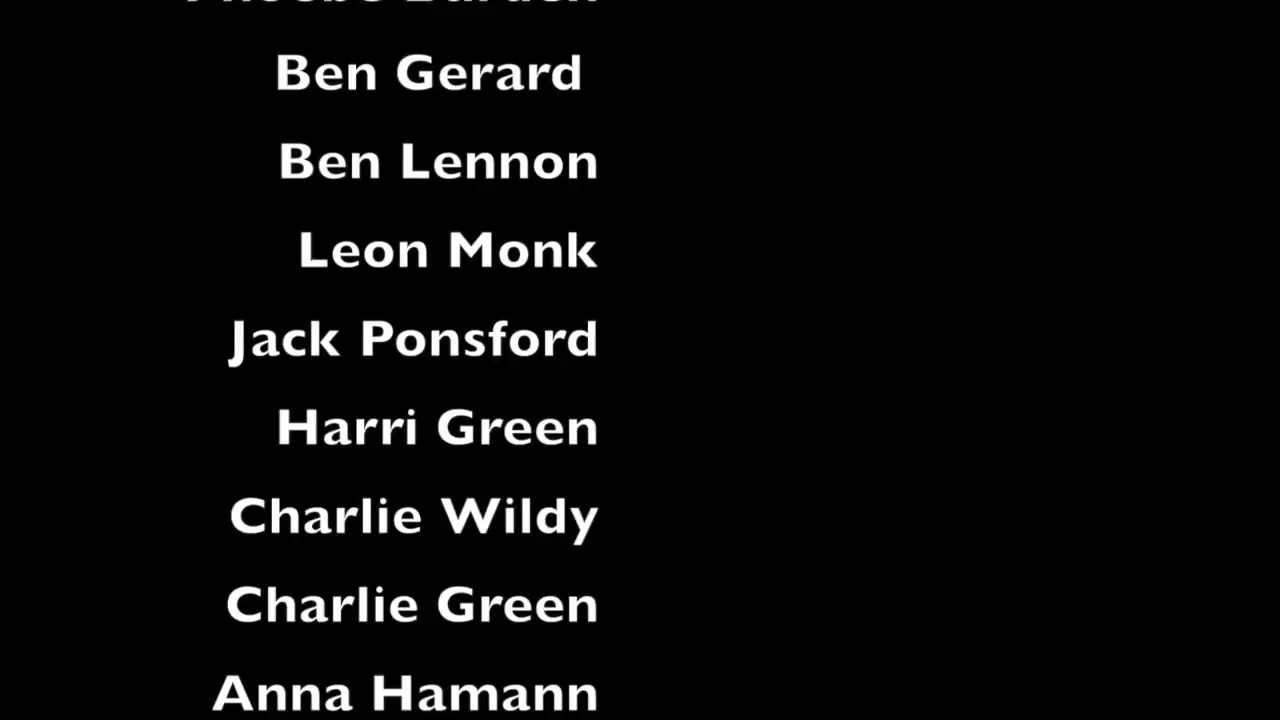 Ben Gerard
Ben Lennon
Leon Monk
Jack Ponsford
Harri Green
Charlie Wildy
Charlie Green
Anna Hamann